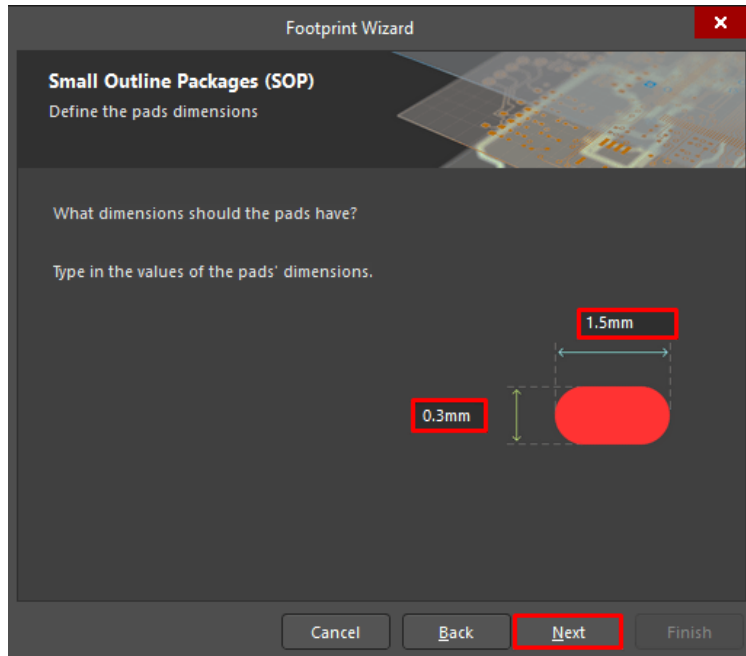 Footprint Wizard
Small Outline Packages (SOP)
Define the pads dimensions
What dimensions should the pads have?
Type in the values of the pads' dimensions.
1.5mm
0.3mm
Cancel Back Next Finish